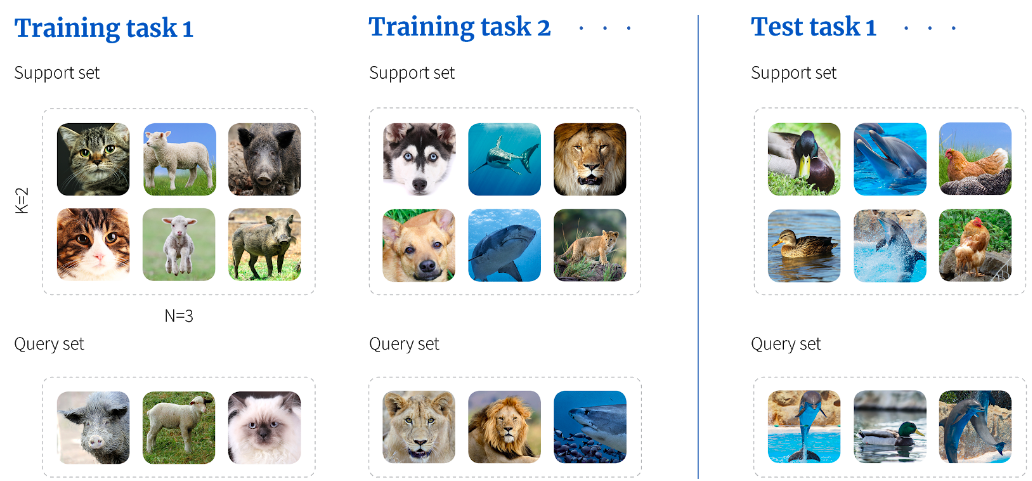 Training task 1
Training task 2 . . .
Test task 1 . . .
Support set
Support set
Support set
K=2
N=3
Query set
Query set
Query set